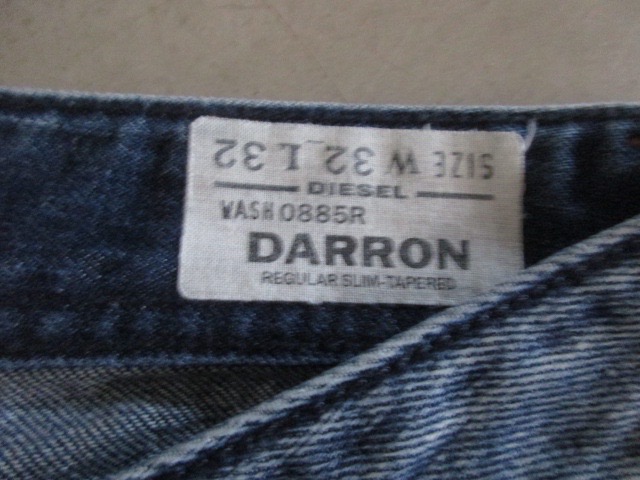 SIZE W 32 L 32
DIESEL
WASH 0885R
DARRON
REGULAR SLIM-TAPERED